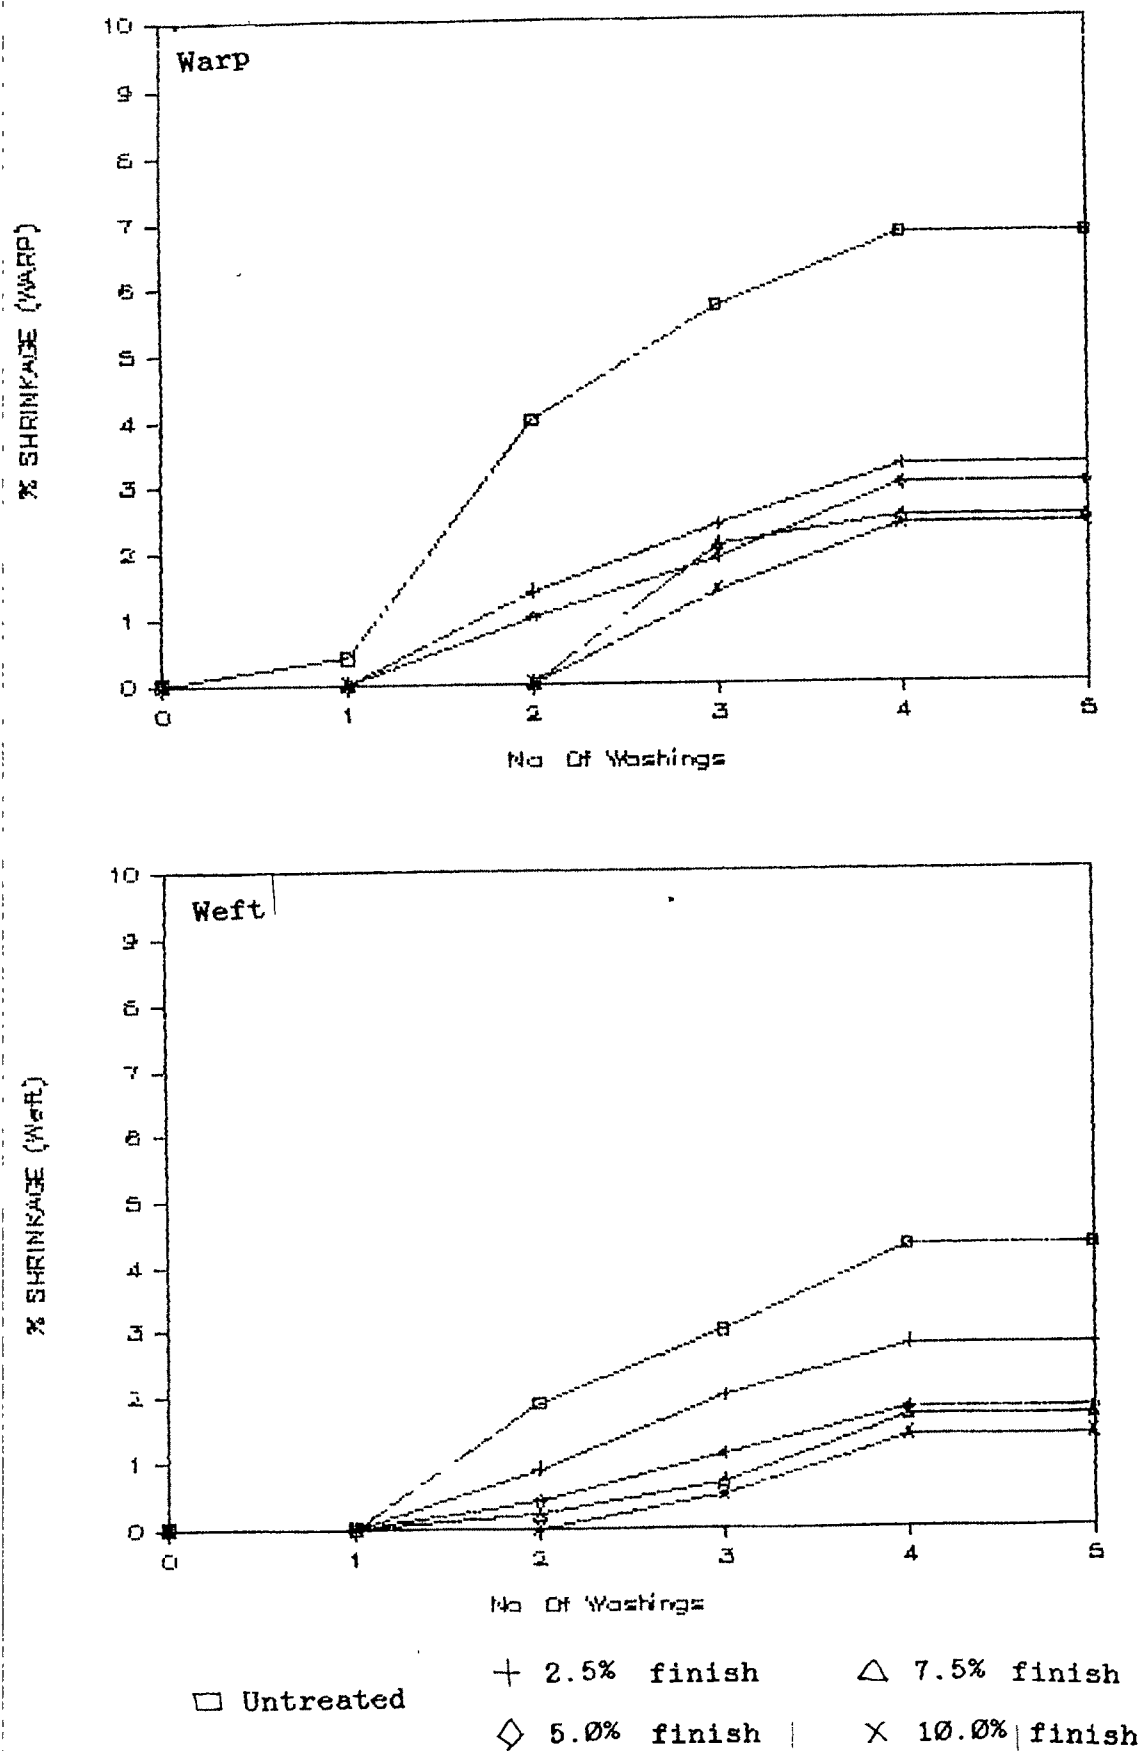 Warp
10
9
8
7
6
5
4
3
2
1
0
% SHRINKAGE (WARP)
0 1 2 3 4 5
No Of Washings
Weft
10
9
8
7
6
5
4
3
2
1
0
% SHRINKAGE (Weft)
0 1 2 3 4 5
No Of Washings
Untreated
2.5% finish
7.5% finish
5.0% finish
10.0% finish